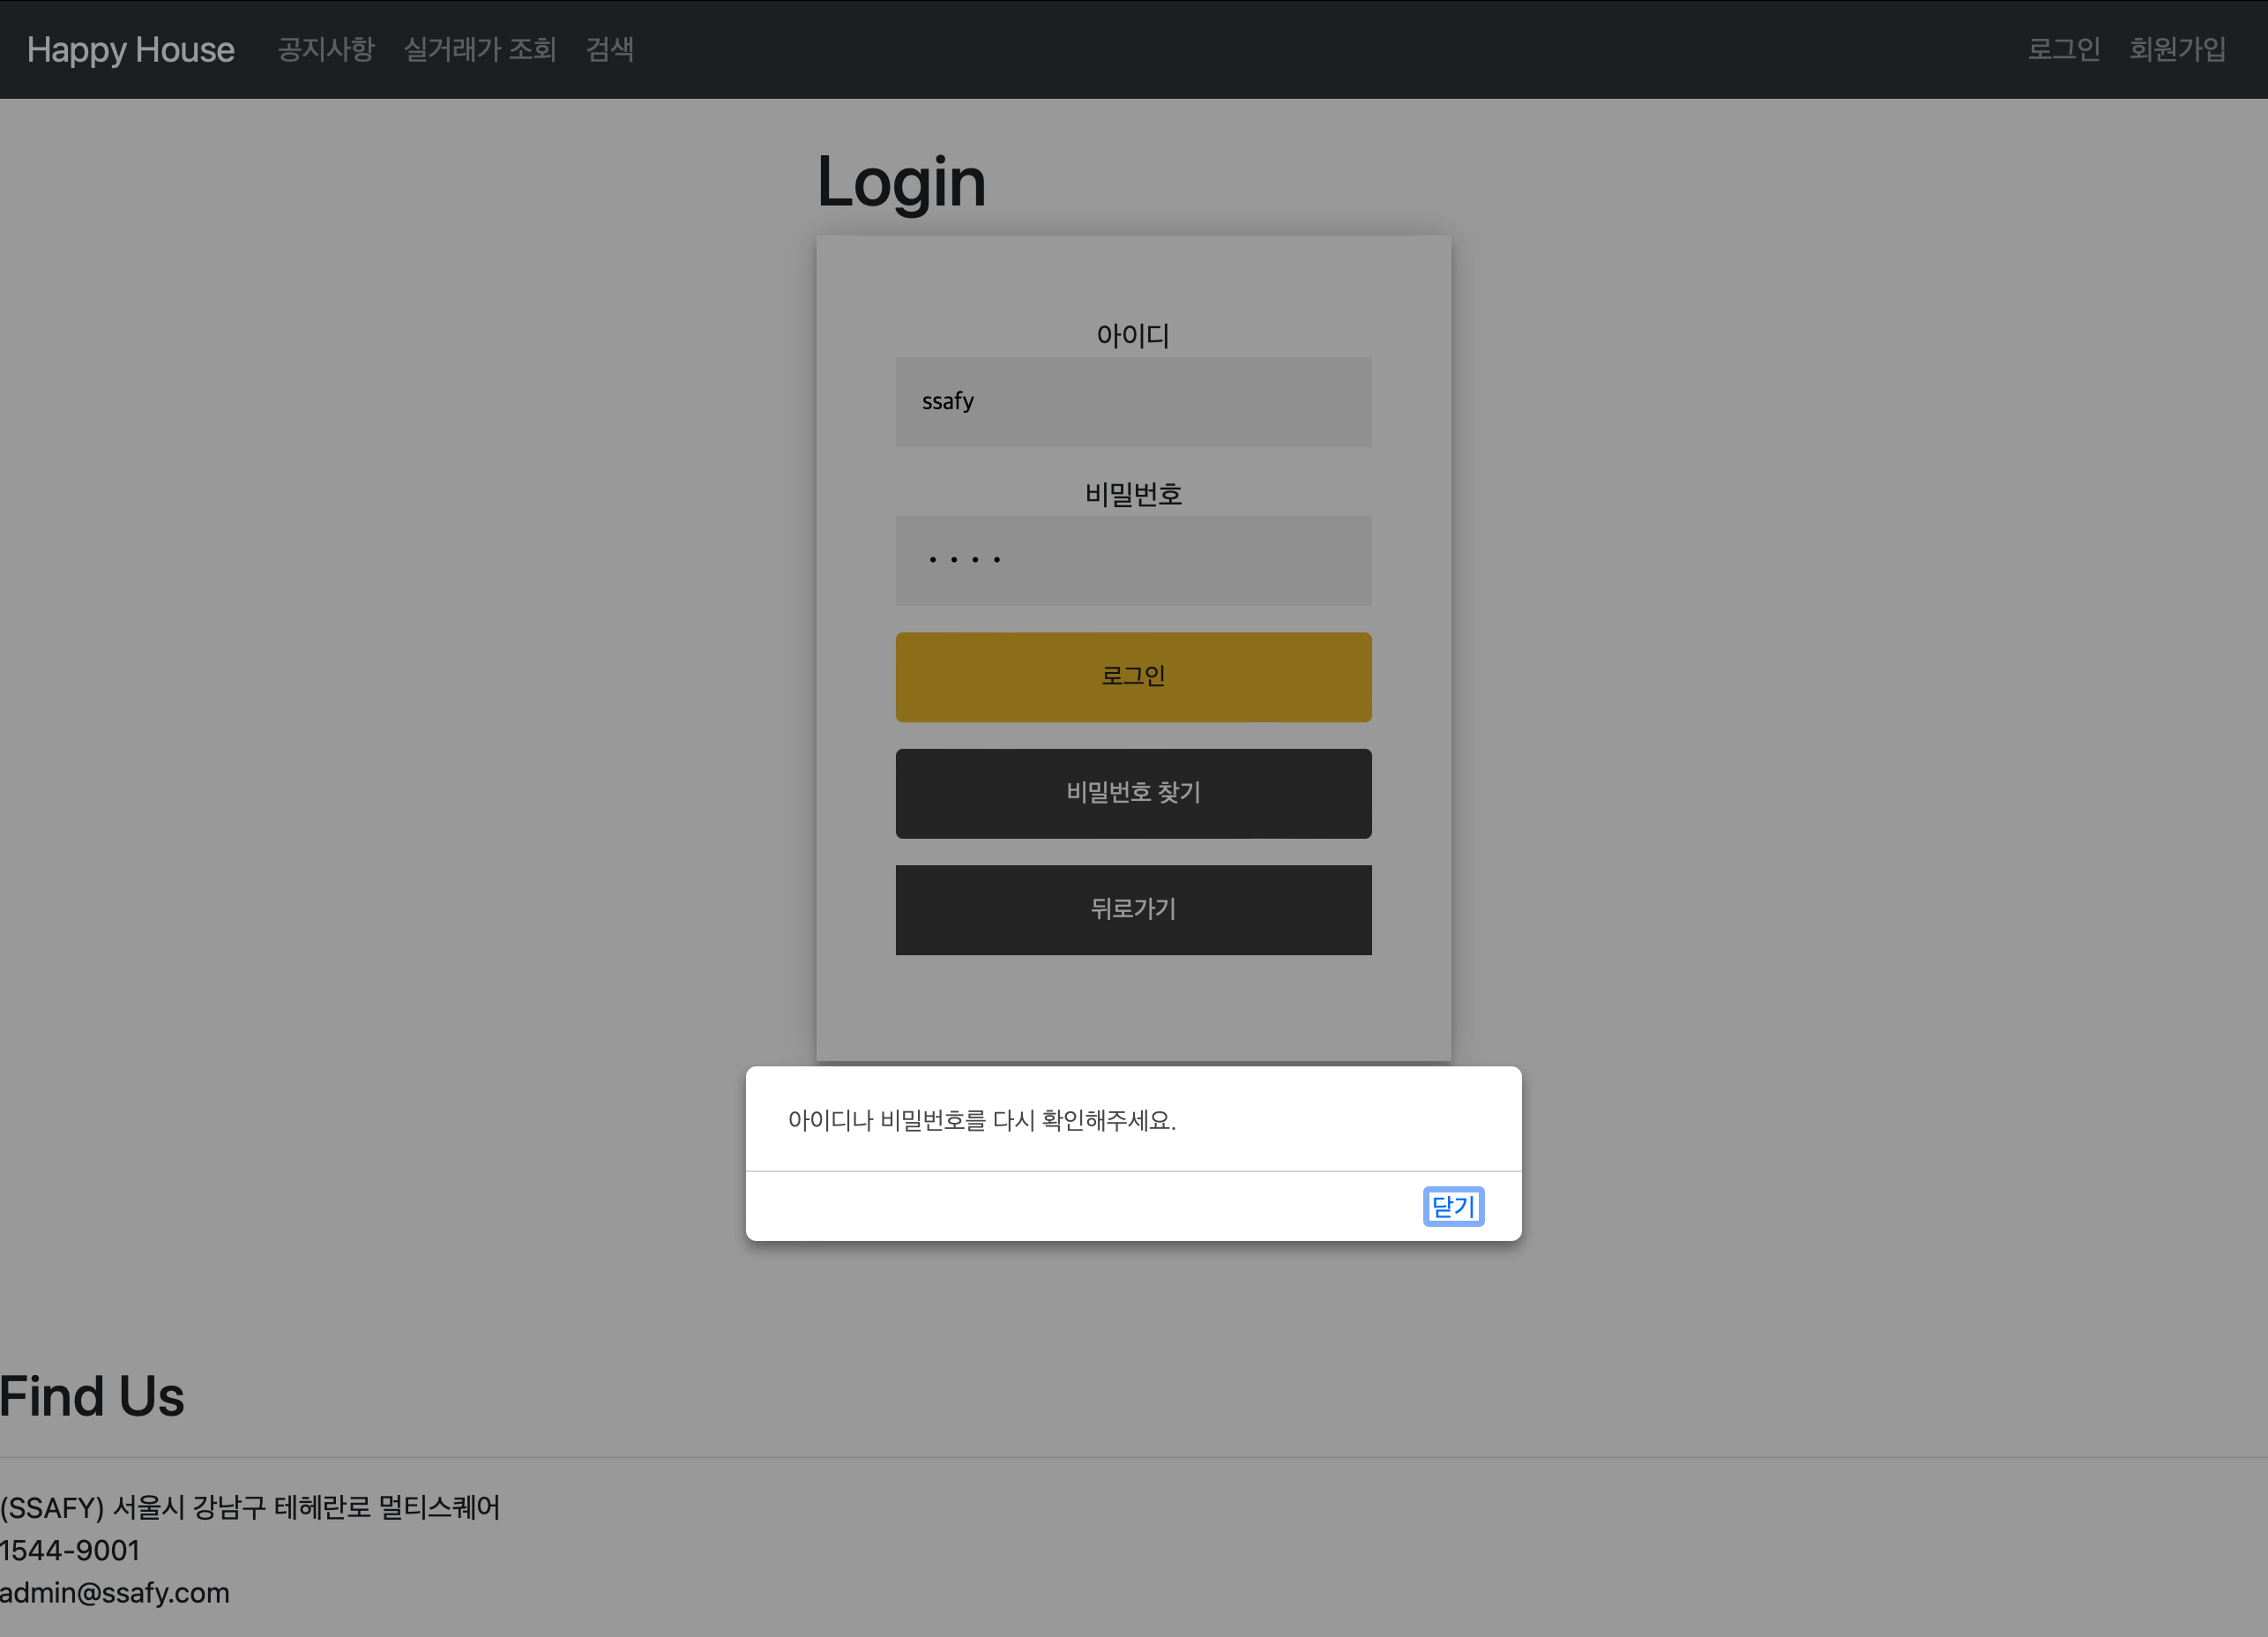 Happy House 공지사항 실거래가 조회 검색 로그인 회원가입
Login
아이디
ssafy
비밀번호
••••
로그인
비밀번호 찾기
뒤로가기
아이디나 비밀번호를 다시 확인해주세요.
닫기
Find Us
(SSAFY) 서울시 강남구 테헤란로 멀티스퀘어
1544-9001
admin@ssafy.com